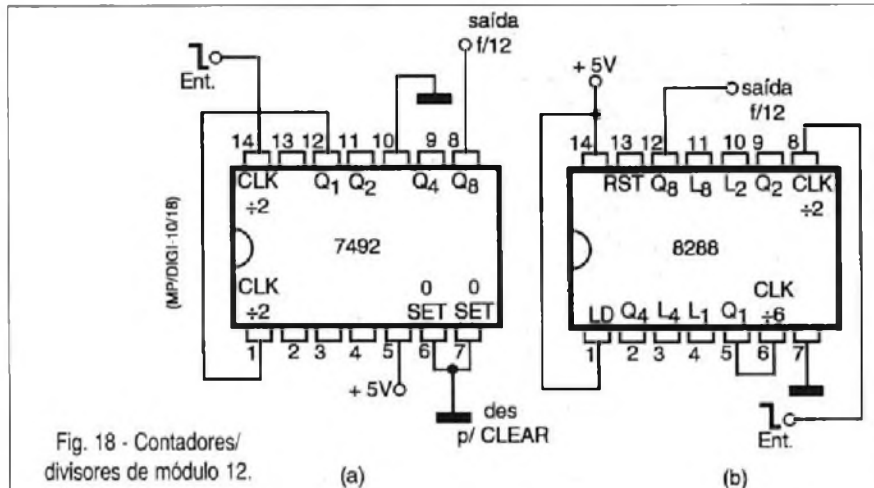 saída
f/12
Ent.
14 13 12 11 10 9 8
CLK Q1 Q2 Q4 Q8
÷2
7492
CLK
÷2
0 0
SET SET
1 2 3 4 5 6 7
+ 5V
des
p/ CLEAR
(MP/DIGI-10/18)
(a)
+ 5V
saída
f/12
14 13 12 11 10 9 8
RST Q8 L8 L2 Q2 CLK
÷2
8288
CLK
LD Q4 L4 L1 Q1 ÷6
1 2 3 4 5 6 7
Ent.
(b)
Fig. 18 - Contadores/
divisores de módulo 12.